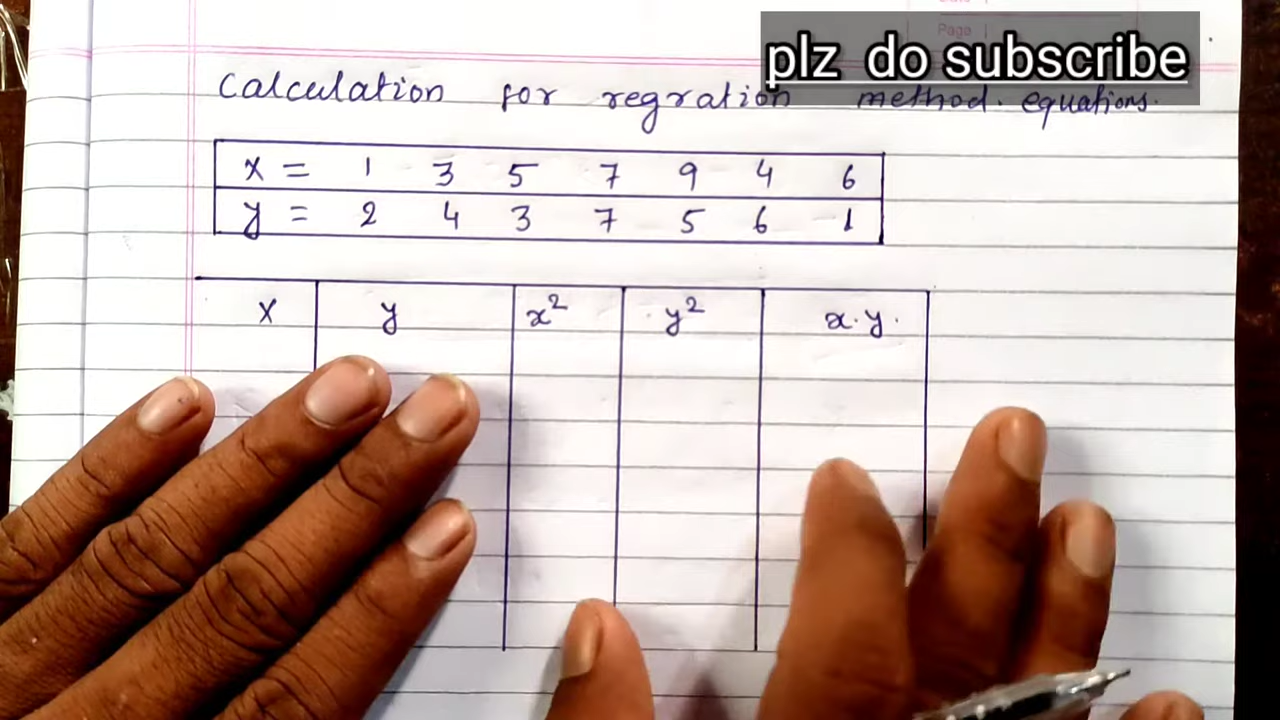 Page
plz do subscribe
Calculation for regration method. equations.
x = 1 3 5 7 9 4 6
y = 2 4 3 7 5 6 1
x y x² y² x.y.